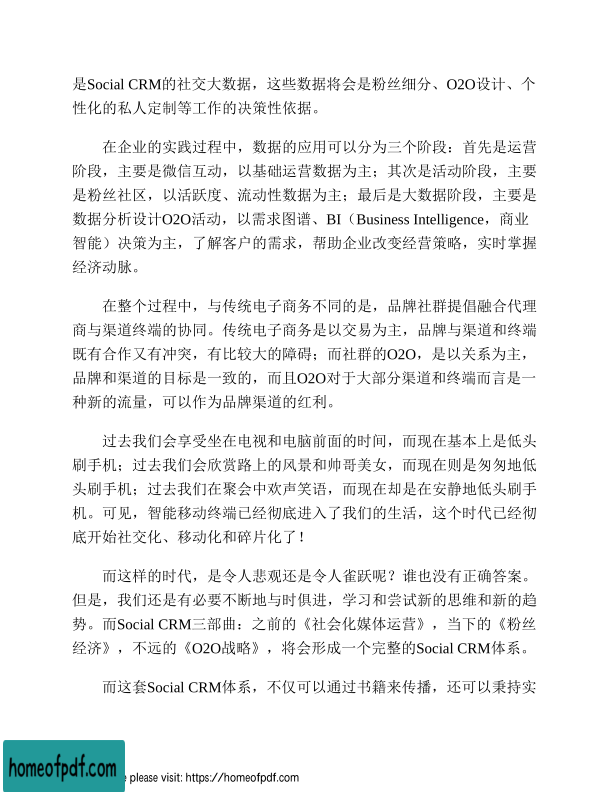 是Social CRM的社交大数据，这些数据将会是粉丝细分、O2O设计、个
性化的私人定制等工作的决策性依据。
在企业的实践过程中，数据的应用可以分为三个阶段：首先是运营
阶段，主要是微信互动，以基础运营数据为主；其次是活动阶段，主要
是粉丝社区，以活跃度、流动性数据为主；最后是大数据阶段，主要是
数据分析设计O2O活动，以需求图谱、BI（Business Intelligence，商业
智能）决策为主，了解客户的需求，帮助企业改变经营策略，实时掌握
经济动脉。
在整个过程中，与传统电子商务不同的是，品牌社群提倡融合代理
商与渠道终端的协同。传统电子商务是以交易为主，品牌与渠道和终端
既有合作又有冲突，有比较大的障碍；而社群的O2O，是以关系为主，
品牌和渠道的目标是一致的，而且O2O对于大部分渠道和终端而言是一
种新的流量，可以作为品牌渠道的红利。
过去我们会享受坐在电视和电脑前面的时间，而现在基本上是低头
刷手机；过去我们会欣赏路上的风景和帅哥美女，而现在则是匆匆地低
头刷手机；过去我们在聚会中欢声笑语，而现在却是在安静地低头刷手
机。可见，智能移动终端已经彻底进入了我们的生活，这个时代已经彻
底开始社交化、移动化和碎片化了！
而这样的时代，是令人悲观还是令人雀跃呢？谁也没有正确答案。
但是，我们还是有必要不断地与时俱进，学习和尝试新的思维和新的趋
势。而Social CRM三部曲：之前的《社会化媒体运营》，当下的《粉丝
经济》，不远的《O2O战略》，将会形成一个完整的Social CRM体系。
而这套Social CRM体系，不仅可以通过书籍来传播，还可以秉持实
homeofpdf.com
e please visit: https://homeofpdf.com